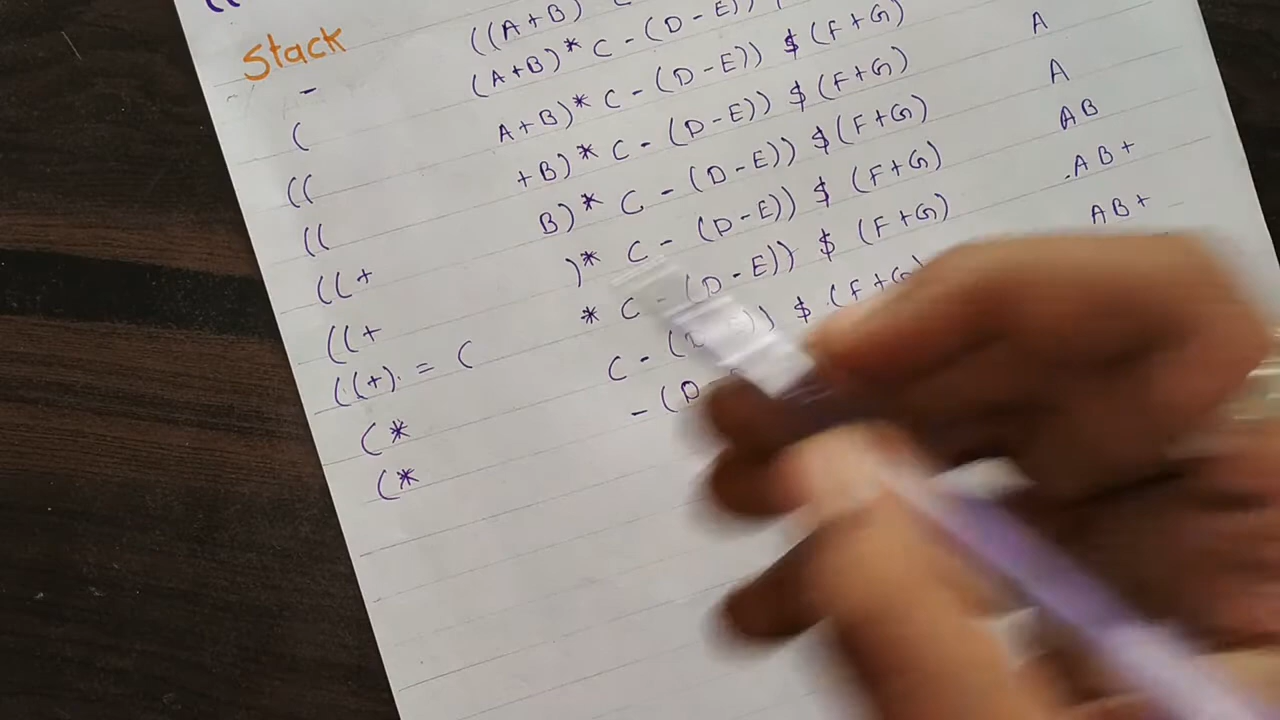 ((
Stack ((A+B)
- (A+B)* C - (D-E))
( A+B)* C - (D-E)) $ (F+G) A
(( +B)* C - (D-E)) $ (F+G) A
(( B)* C - (D-E)) $ (F+G) AB
((+ )* C - (D-E)) $ (F+G) AB+
((+ * C - (D-E)) $ (F+G) AB+
((+) = ( C - ( )) $ (F+G)
(* - (D-
(*